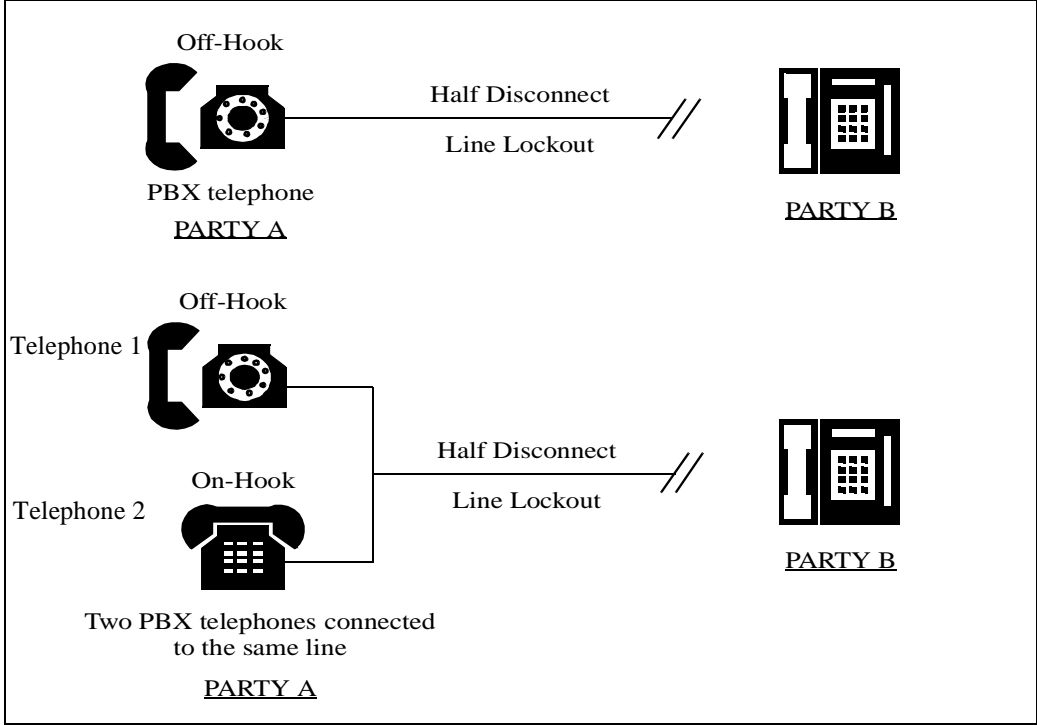 Off-Hook
Half Disconnect
Line Lockout
PBX telephone
PARTY A
PARTY B
Off-Hook
Telephone 1
Half Disconnect
Line Lockout
On-Hook
Telephone 2
PARTY B
Two PBX telephones connected
to the same line
PARTY A